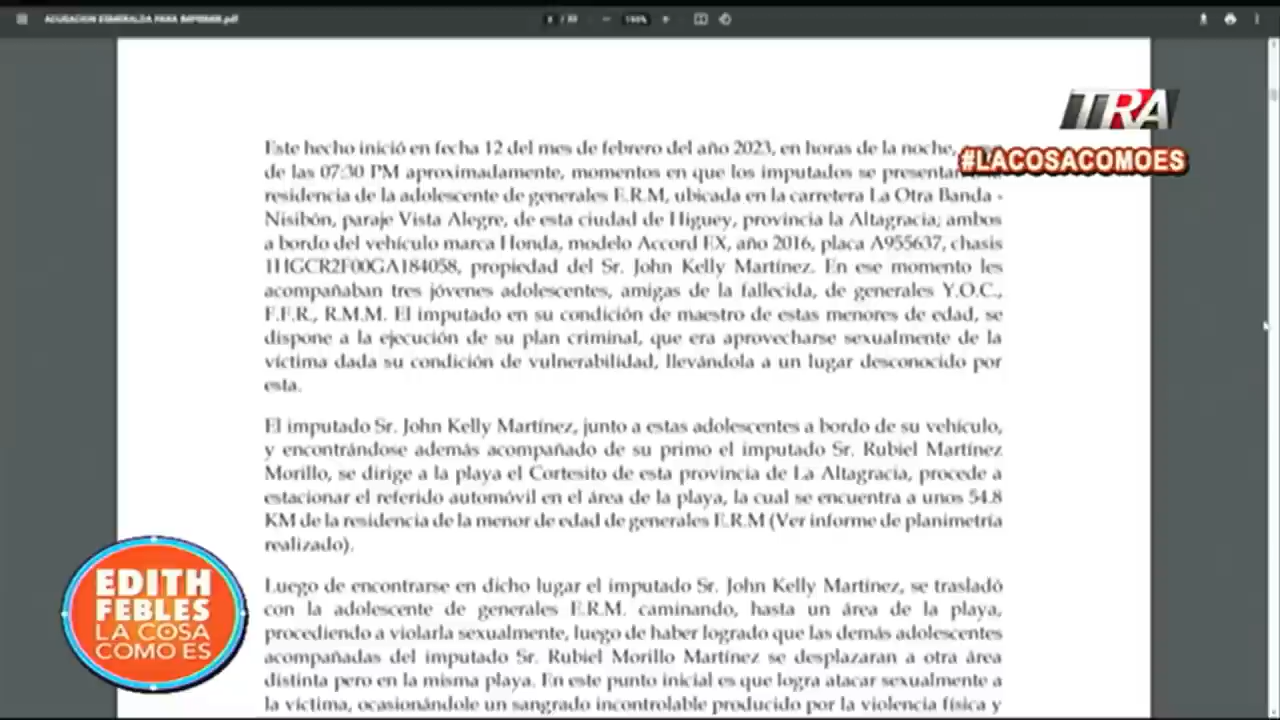 ACUSACION ESMERALDA PARA IMPRIMIR.pdf
TRA
#LACOSACOMOES
Este hecho inició en fecha 12 del mes de febrero del año 2023, en horas de la noche,
de las 07:30 PM aproximadamente, momentos en que los imputados se presentan
residencia de la adolescente de generales E.R.M, ubicada en la carretera La Otra Banda -
Nisibón, paraje Vista Alegre, de esta ciudad de Higuey, provincia la Altagracia; ambos
a bordo del vehículo marca Honda, modelo Accord EX, año 2016, placa A955637, chasis
1HGCR2F00GA184058, propiedad del Sr. John Kelly Martínez. En ese momento les
acompañaban tres jóvenes adolescentes, amigas de la fallecida, de generales Y.O.C.,
F.F.R., R.M.M. El imputado en su condición de maestro de estas menores de edad, se
dispone a la ejecución de su plan criminal, que era aprovecharse sexualmente de la
víctima dada su condición de vulnerabilidad, llevándola a un lugar desconocido por
esta.
El imputado Sr. John Kelly Martínez, junto a estas adolescentes a bordo de su vehículo,
y encontrándose además acompañado de su primo el imputado Sr. Rubiel Martínez
Morillo, se dirige a la playa el Cortesito de esta provincia de La Altagracia, procede a
estacionar el referido automóvil en el área de la playa, la cual se encuentra a unos 54.8
KM de la residencia de la menor de edad de generales E.R.M (Ver informe de planimetría
realizado).
Luego de encontrarse en dicho lugar el imputado Sr. John Kelly Martínez, se trasladó
con la adolescente de generales E.R.M. caminando, hasta un área de la playa,
procediendo a violarla sexualmente, luego de haber logrado que las demás adolescentes
acompañadas del imputado Sr. Rubiel Morillo Martínez se desplazaran a otra área
distinta pero en la misma playa. En este punto inicial es que logra atacar sexualmente a
la víctima, ocasionándole un sangrado incontrolable producido por la violencia física y
EDITH
FEBLES
LA COSA
COMO ES